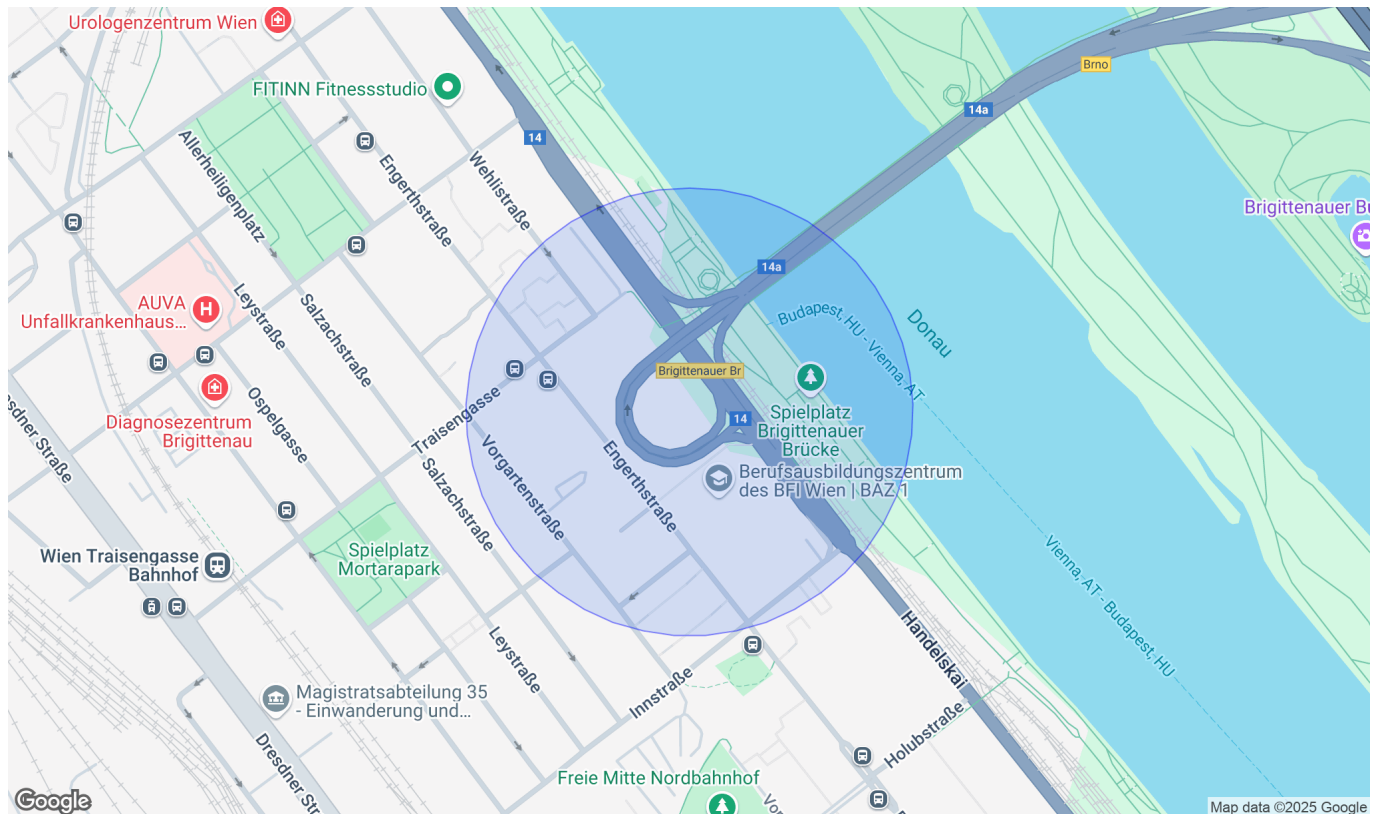 Urologenzentrum Wien
Brno
FITINN Fitnessstudio
14a
14
Allerheiligenplatz
Engerthstraße
Wehlistraße
Brigittenauer Br
14a
AUVA
Unfallkrankenhaus...
Leystraße
Salzachstraße
Budapest, HU - Vienna, AT
Donau
Brigittenauer Br
Spielplatz
Brigittenauer
Brücke
14
Diagnosezentrum
Brigittenau
Ospelgasse
Traisengasse
Dresdner Straße
Salzachstraße
Vorgartenstraße
Engerthstraße
Berufsausbildungszentrum
des BFI Wien | BAZ 1
Wien Traisengasse
Bahnhof
Spielplatz
Mortarapark
Vienna, AT - Budapest, HU
Leystraße
Handelskai
Magistratsabteilung 35
- Einwanderung und...
Innstraße
Holubstraße
Dresdner Str
Freie Mitte Nordbahnhof
Vor
Google
Map data ©2025 Google